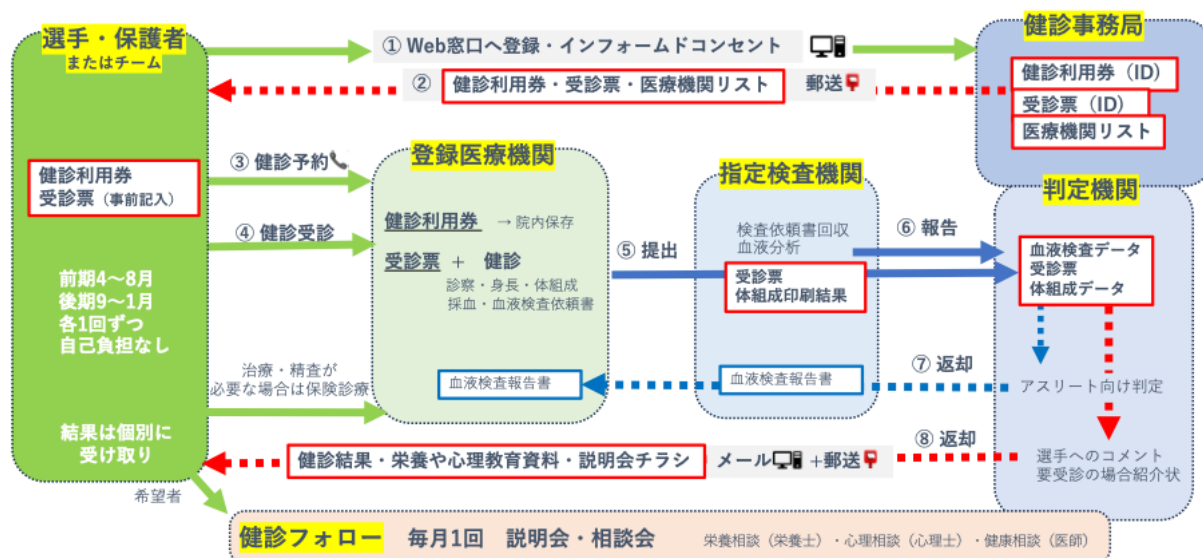 選手・保護者
またはチーム
① Web窓口へ登録・インフォームドコンセント
健診事務局
② 健診利用券・受診票・医療機関リスト 郵送
健診利用券（ID）
受診票（ID）
医療機関リスト
健診利用券
受診票（事前記入）
③ 健診予約
④ 健診受診
登録医療機関
健診利用券 → 院内保存
受診票 + 健診
診察・身長・体組成
採血・血液検査依頼書
⑤ 提出
指定検査機関
検査依頼書回収
血液分析
受診票
体組成印刷結果
⑥ 報告
判定機関
血液検査データ
受診票
体組成データ
前期4〜8月
後期9〜1月
各1回ずつ
自己負担なし
治療・精査が
必要な場合は保険診療
血液検査報告書
血液検査報告書
⑦ 返却
アスリート向け判定
結果は個別に
受け取り
健診結果・栄養や心理教育資料・説明会チラシ メール +郵送
⑧ 返却
選手へのコメント
要受診の場合紹介状
希望者
健診フォロー 毎月1回 説明会・相談会 栄養相談（栄養士）・心理相談（心理士）・健康相談（医師）